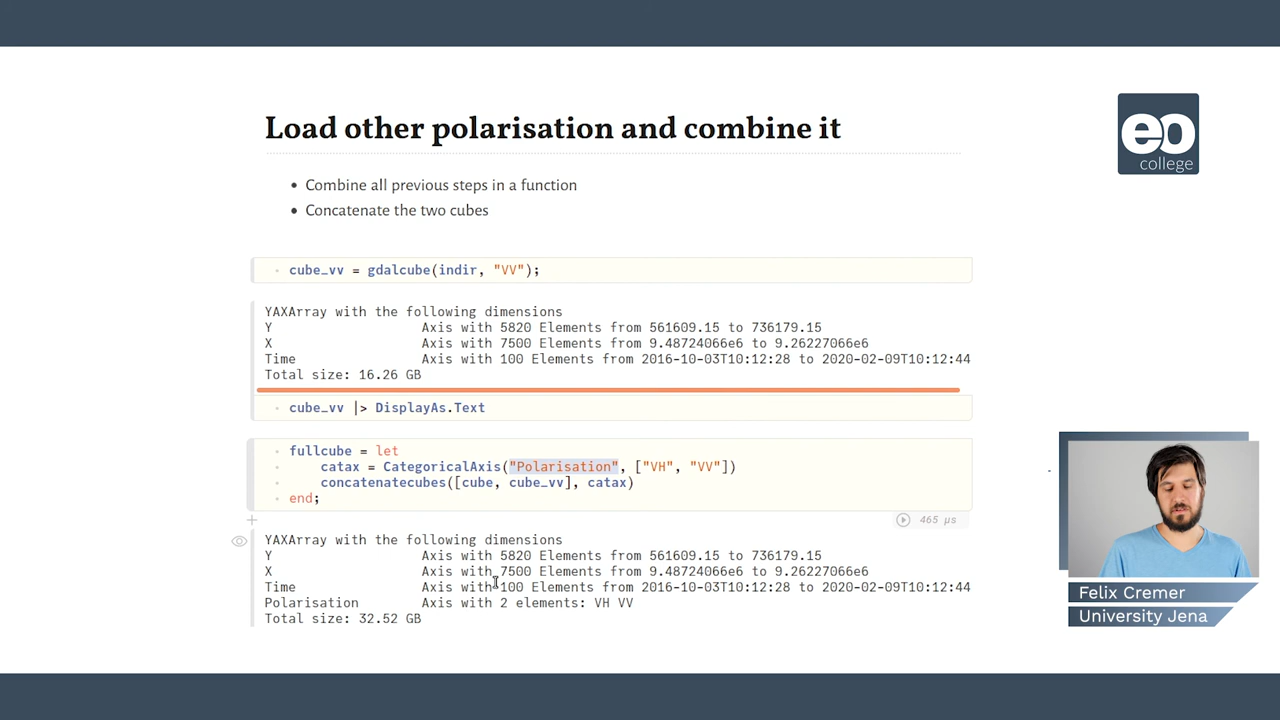 Load other polarisation and combine it
eo
college
• Combine all previous steps in a function
• Concatenate the two cubes
cube_vv = gdalcube(indir, "VV");
YAXArray with the following dimensions
Y Axis with 5820 Elements from 561609.15 to 736179.15
X Axis with 7500 Elements from 9.48724066e6 to 9.26227066e6
Time Axis with 100 Elements from 2016-10-03T10:12:28 to 2020-02-09T10:12:44
Total size: 16.26 GB
cube_vv |> DisplayAs.Text
fullcube = let
catax = CategoricalAxis("Polarisation", ["VH", "VV"])
concatenatecubes([cube, cube_vv], catax)
end;
465 μs
YAXArray with the following dimensions
Y Axis with 5820 Elements from 561609.15 to 736179.15
X Axis with 7500 Elements from 9.48724066e6 to 9.26227066e6
Time Axis with 100 Elements from 2016-10-03T10:12:28 to 2020-02-09T10:12:44
Polarisation Axis with 2 elements: VH VV
Total size: 32.52 GB
Felix Cremer
University Jena